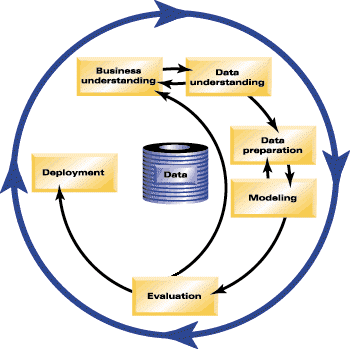 Business
understanding
Data
understanding
Data
preparation
Modeling
Evaluation
Deployment
Data